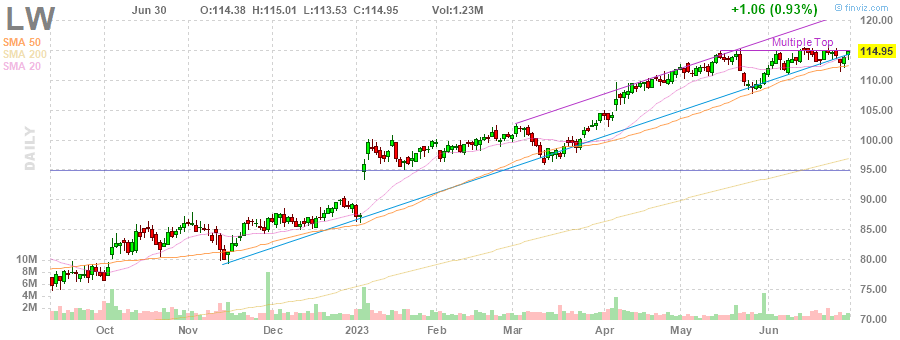 LW Jun 30 O:114.38 H:115.01 L:113.53 C:114.95 Vol:1.23M +1.06 (0.93%) © finviz.com
SMA 50
SMA 200
SMA 20
Multiple Top
DAILY
120.00
114.95
110.00
105.00
100.00
95.00
90.00
85.00
80.00
75.00
70.00
10M
8M
6M
4M
2M
Oct Nov Dec 2023 Feb Mar Apr May Jun